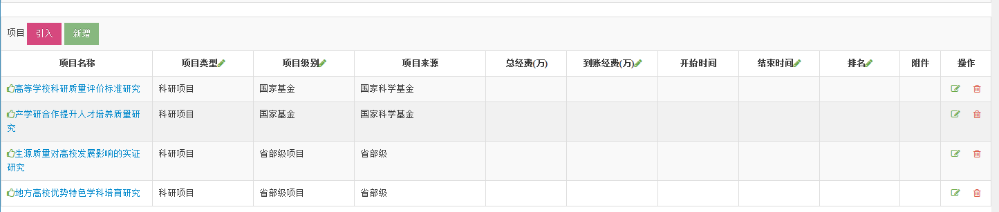 项目 引入 新增
项目名称 项目类型 项目级别 项目来源 总经费(万) 到账经费(万) 开始时间 结束时间 排名 附件 操作
高等学校科研质量评价标准研究 科研项目 国家基金 国家科学基金
产学研合作提升人才培养质量研 科研项目 国家基金 国家科学基金
究
生源质量对高校发展影响的实证 科研项目 省部级项目 省部级
研究
地方高校优势特色学科培育研究 科研项目 省部级项目 省部级